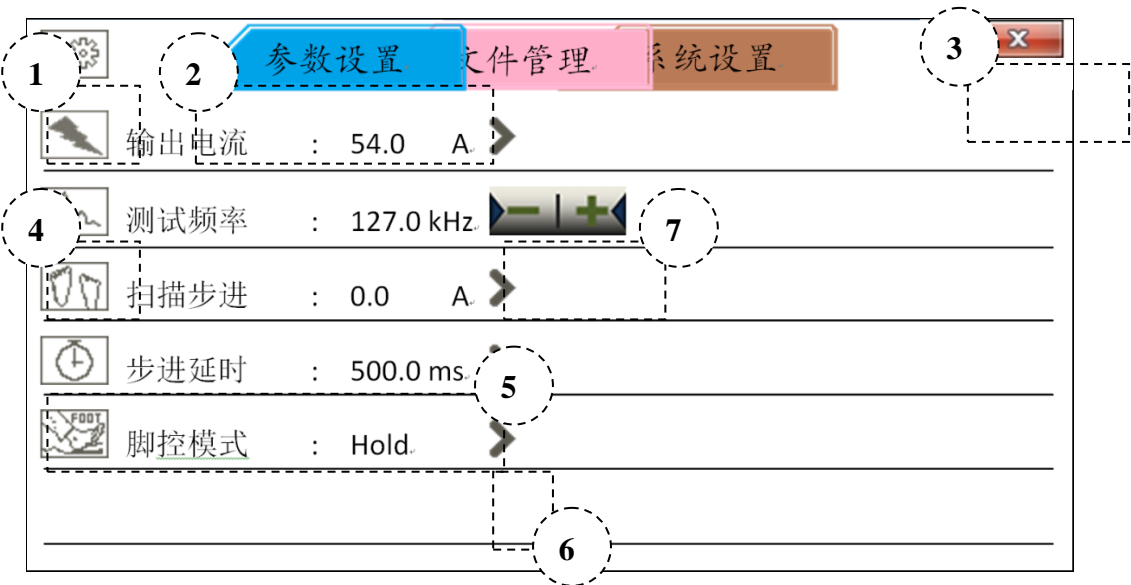 1 2 参数设置 文件管理 系统设置 3
输出电流 : 54.0 A
4 测试频率 : 127.0 kHz 7
扫描步进 : 0.0 A
步进延时 : 500.0 ms 5
FOOT
脚控模式 : Hold
6